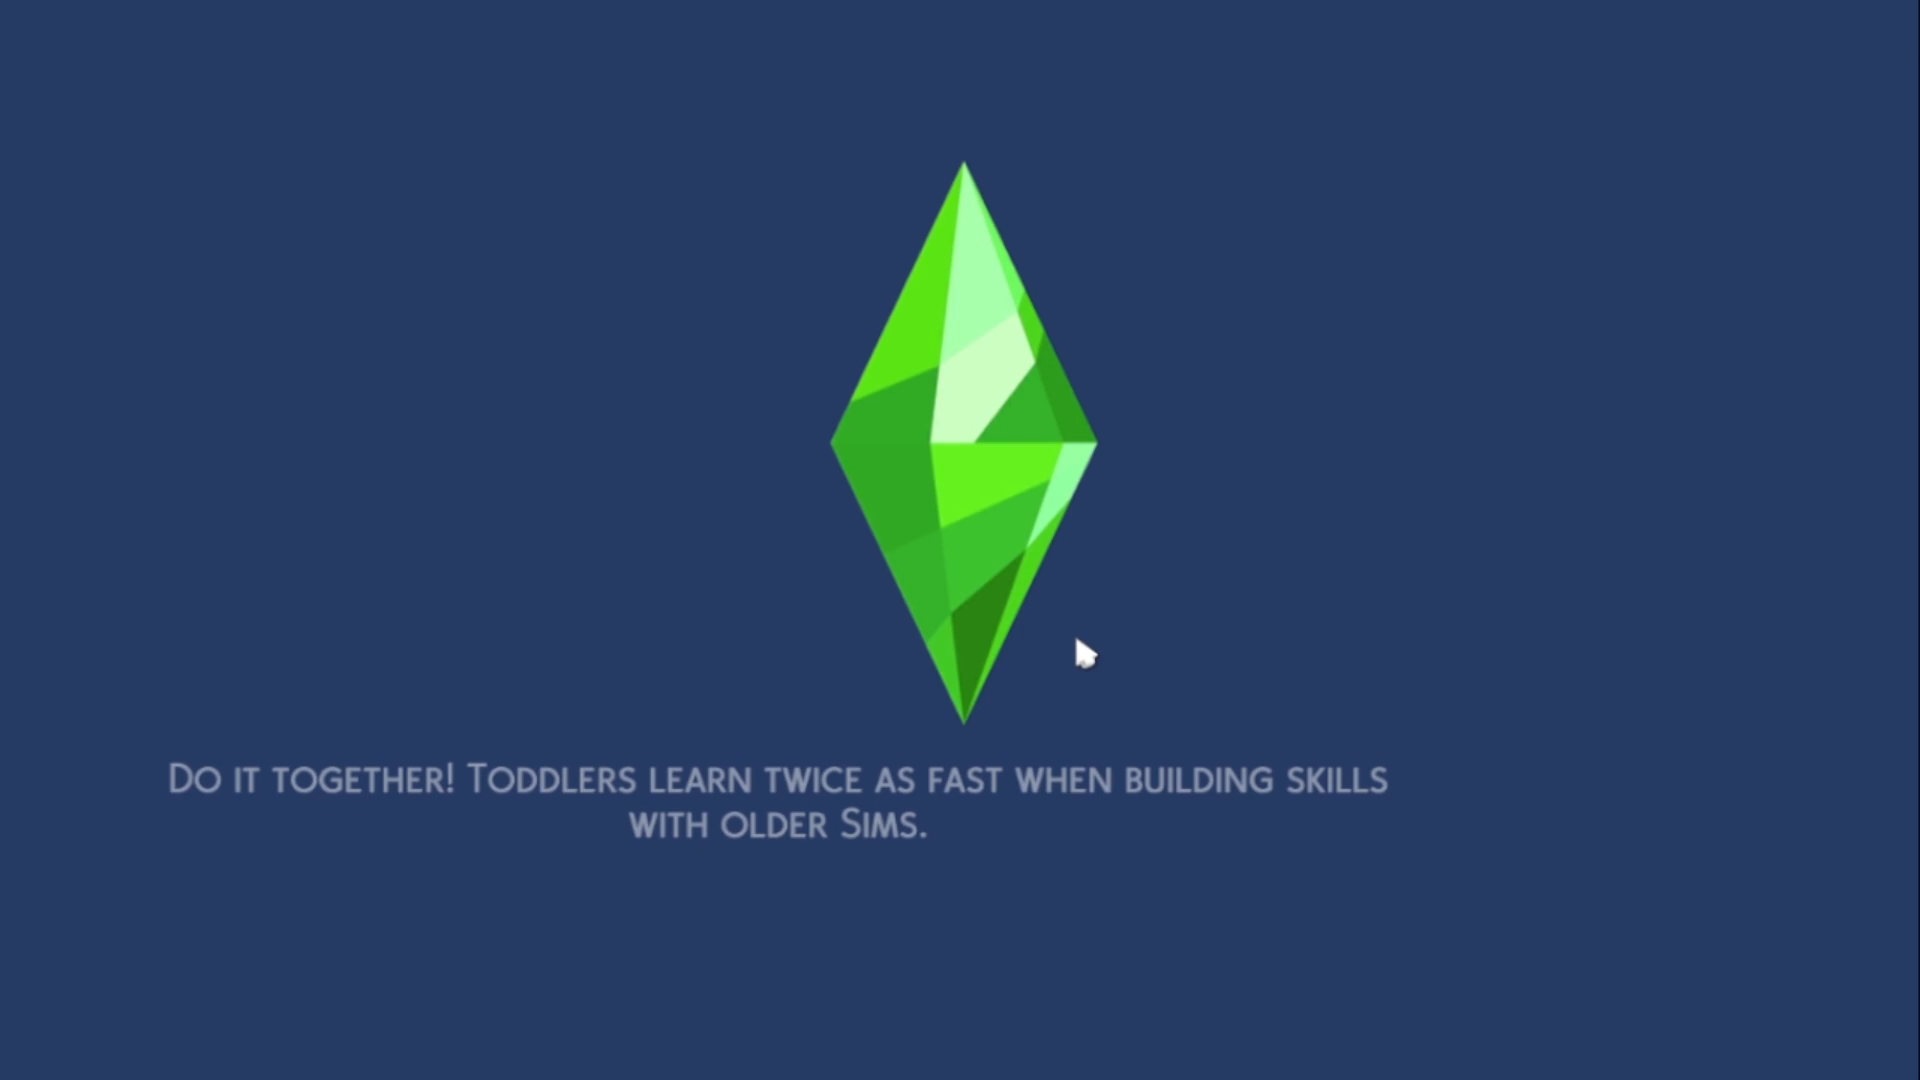 Do it together! Toddlers learn twice as fast when building skills
with older Sims.